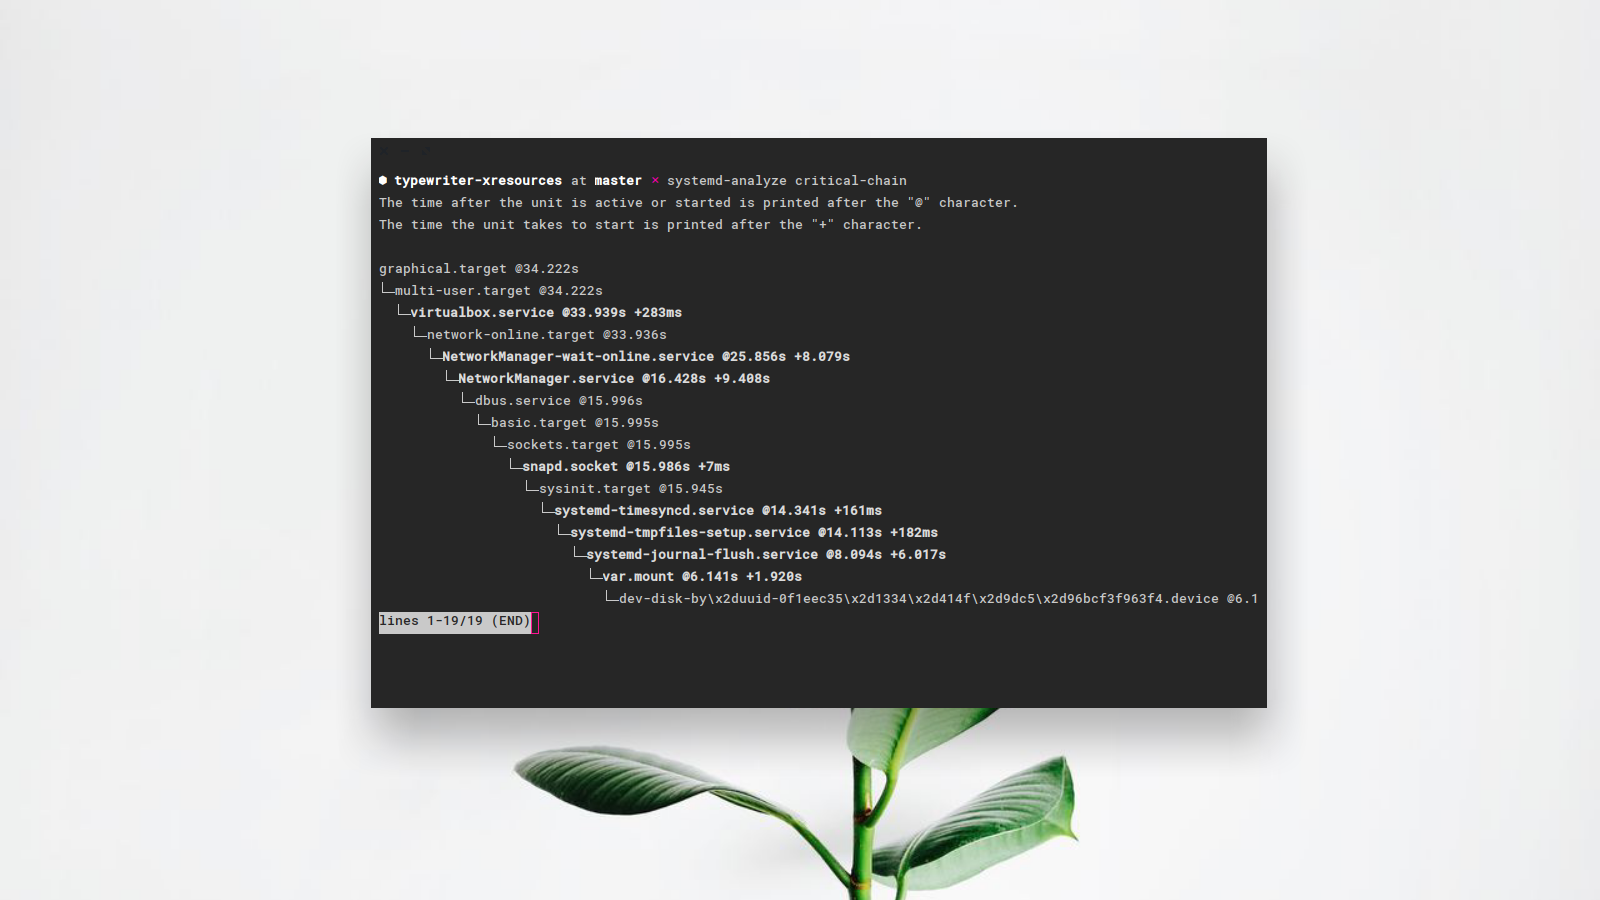 typewriter-xresources at master × systemd-analyze critical-chain
The time after the unit is active or started is printed after the "@" character.
The time the unit takes to start is printed after the "+" character.
graphical.target @34.222s
└─multi-user.target @34.222s
└─virtualbox.service @33.939s +283ms
└─network-online.target @33.936s
└─NetworkManager-wait-online.service @25.856s +8.079s
└─NetworkManager.service @16.428s +9.408s
└─dbus.service @15.996s
└─basic.target @15.995s
└─sockets.target @15.995s
└─snapd.socket @15.986s +7ms
└─sysinit.target @15.945s
└─systemd-timesyncd.service @14.341s +161ms
└─systemd-tmpfiles-setup.service @14.113s +182ms
└─systemd-journal-flush.service @8.094s +6.017s
└─var.mount @6.141s +1.920s
└─dev-disk-by\x2duuid-0f1eec35\x2d1334\x2d414f\x2d9dc5\x2d96bcf3f963f4.device @6.1
lines 1-19/19 (END)